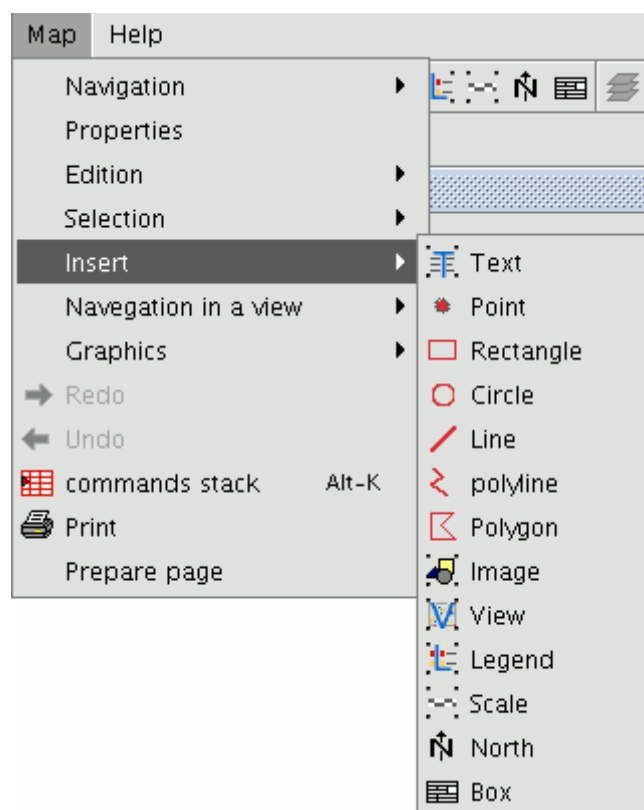 Map Help
Navigation
Properties
Edition
Selection
Insert
Navegation in a view
Graphics
Redo
Undo
commands stack Alt-K
Print
Prepare page
Text
Point
Rectangle
Circle
Line
polyline
Polygon
Image
View
Legend
Scale
North
Box